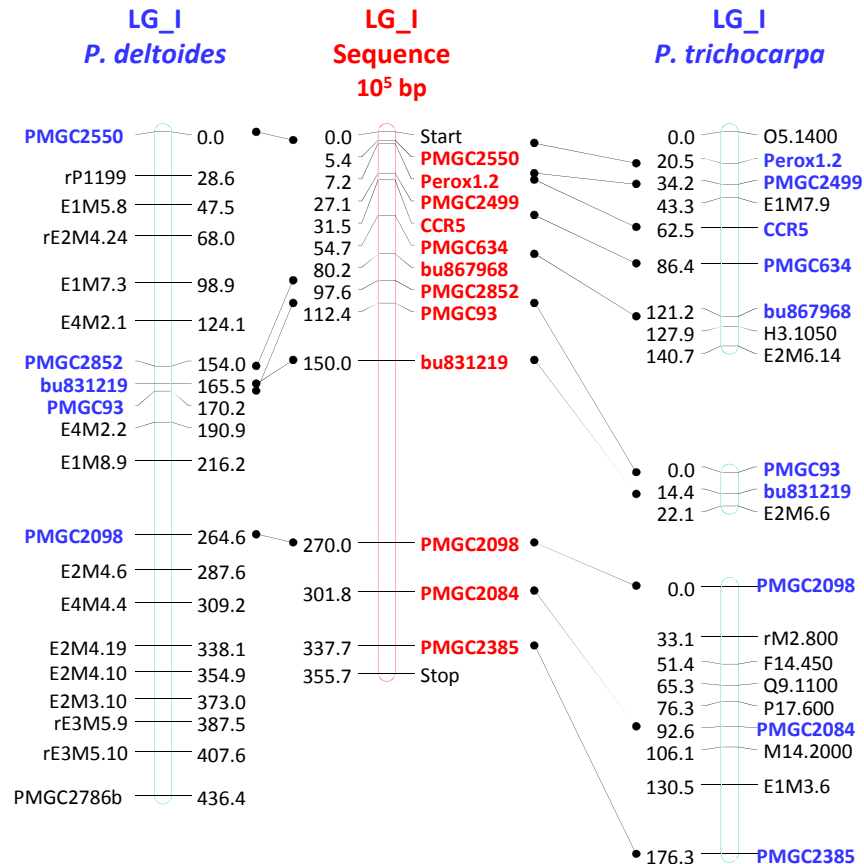 LG_I
P. deltoides
LG_I
Sequence
10⁵ bp
LG_I
P. trichocarpa
PMGC2550 0.0
rP1199 28.6
E1M5.8 47.5
rE2M4.24 68.0
E1M7.3 98.9
E4M2.1 124.1
PMGC2852 154.0
bu831219 165.5
PMGC93 170.2
E4M2.2 190.9
E1M8.9 216.2
PMGC2098 264.6
E2M4.6 287.6
E4M4.4 309.2
E2M4.19 338.1
E2M4.10 354.9
E2M3.10 373.0
rE3M5.9 387.5
rE3M5.10 407.6
PMGC2786b 436.4
0.0 Start
5.4 PMGC2550
7.2 Perox1.2
27.1 PMGC2499
31.5 CCR5
54.7 PMGC634
80.2 bu867968
97.6 PMGC2852
112.4 PMGC93
150.0 bu831219
270.0 PMGC2098
301.8 PMGC2084
337.7 PMGC2385
355.7 Stop
0.0 O5.1400
20.5 Perox1.2
34.2 PMGC2499
43.3 E1M7.9
62.5 CCR5
86.4 PMGC634
121.2 bu867968
127.9 H3.1050
140.7 E2M6.14
0.0 PMGC93
14.4 bu831219
22.1 E2M6.6
0.0 PMGC2098
33.1 rM2.800
51.4 F14.450
65.3 Q9.1100
76.3 P17.600
92.6 PMGC2084
106.1 M14.2000
130.5 E1M3.6
176.3 PMGC2385